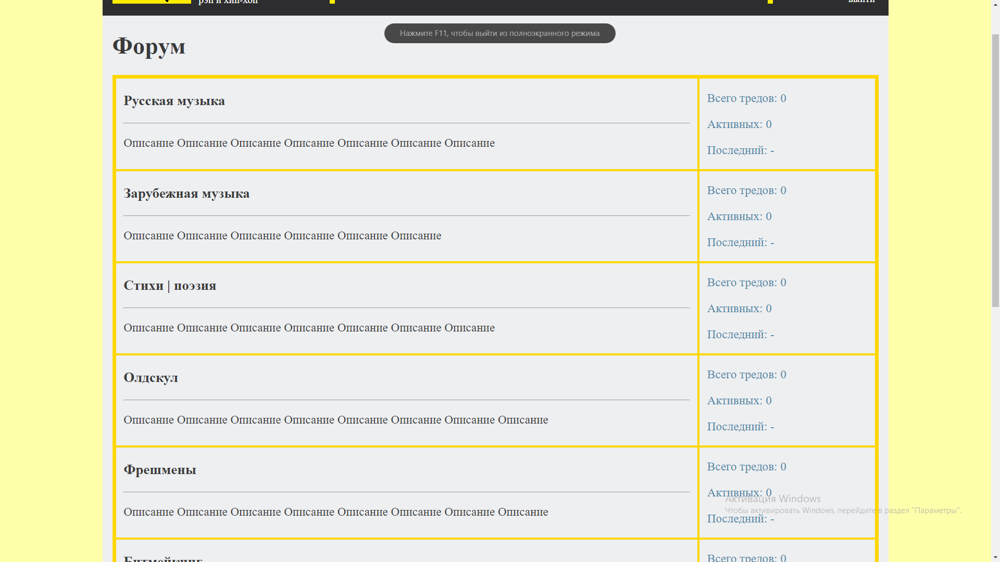 рэп и хип-хоп
выйти
Нажмите F11, чтобы выйти из полноэкранного режима
Форум
Русская музыка
Описание Описание Описание Описание Описание Описание Описание
Всего тредов: 0
Активных: 0
Последний: -
Зарубежная музыка
Описание Описание Описание Описание Описание Описание
Всего тредов: 0
Активных: 0
Последний: -
Стихи | поэзия
Описание Описание Описание Описание Описание Описание Описание
Всего тредов: 0
Активных: 0
Последний: -
Олдскул
Описание Описание Описание Описание Описание Описание Описание Описание
Всего тредов: 0
Активных: 0
Последний: -
Фрешмены
Описание Описание Описание Описание Описание Описание Описание Описание
Всего тредов: 0
Активных: 0
Последний: -
Активация Windows
Чтобы активировать Windows, перейдите в раздел "Параметры".
Битмейкинг
Всего тредов: 0